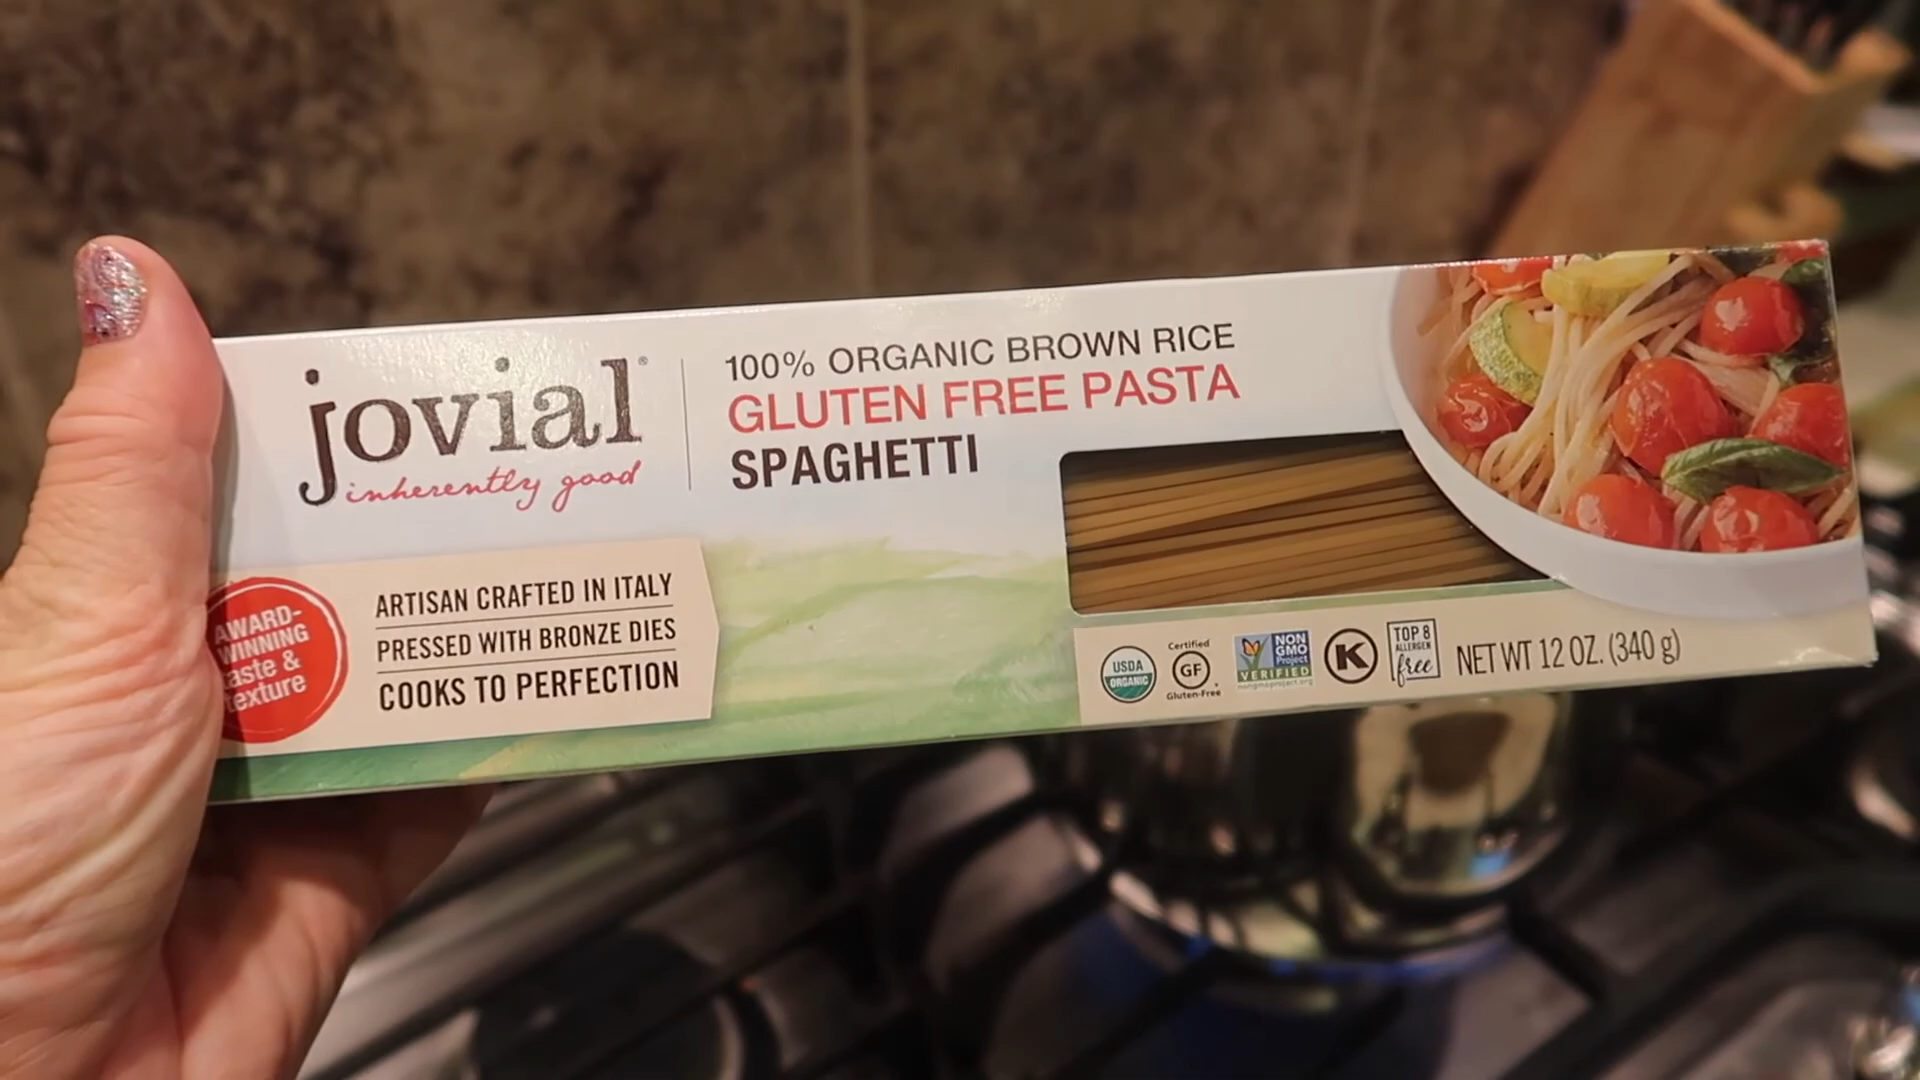 jovial®
inherently good
100% ORGANIC BROWN RICE
GLUTEN FREE PASTA
SPAGHETTI
AWARD-
WINNING
aste &
exture
ARTISAN CRAFTED IN ITALY
PRESSED WITH BRONZE DIES
COOKS TO PERFECTION
USDA
ORGANIC
Certified
GF
Gluten-Free
NON
GMO
Project
VERIFIED
nongmoproject.org
K
TOP 8
ALLERGEN
free
NET WT 12 OZ. (340 g)